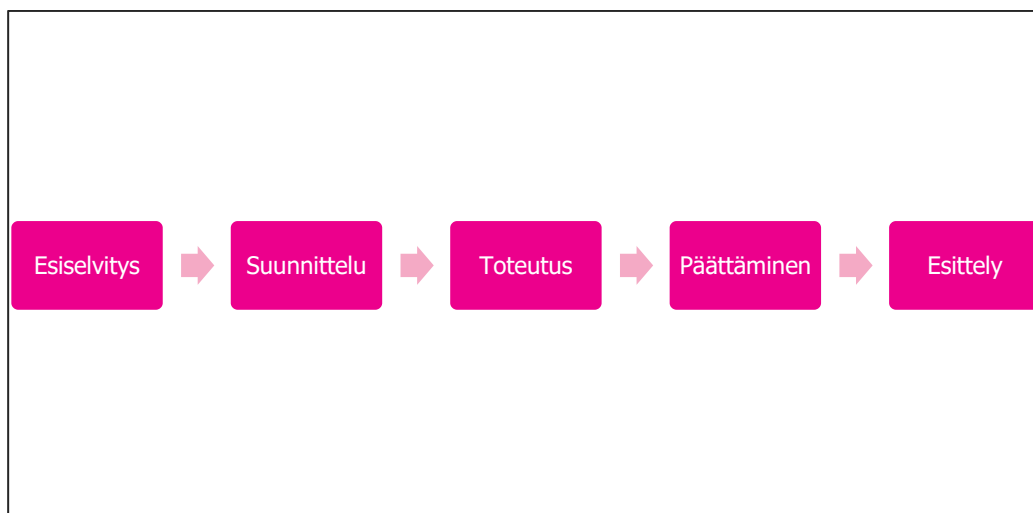 Esiselvitys
Suunnittelu
Toteutus
Päättäminen
Esittely